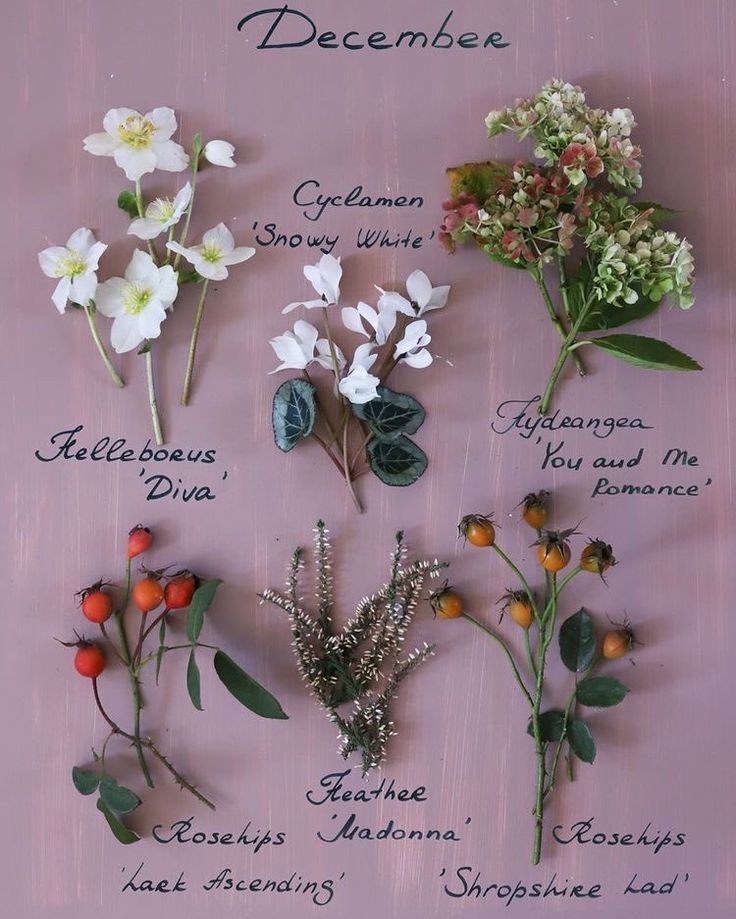 December
Cyclamen
'Snowy White'
Helleborus
'Diva'
Hydrangea
'You and Me
Romance'
Heather
'Madonna'
Rosehips
'Lark Ascending'
Rosehips
'Shropshire Lad'